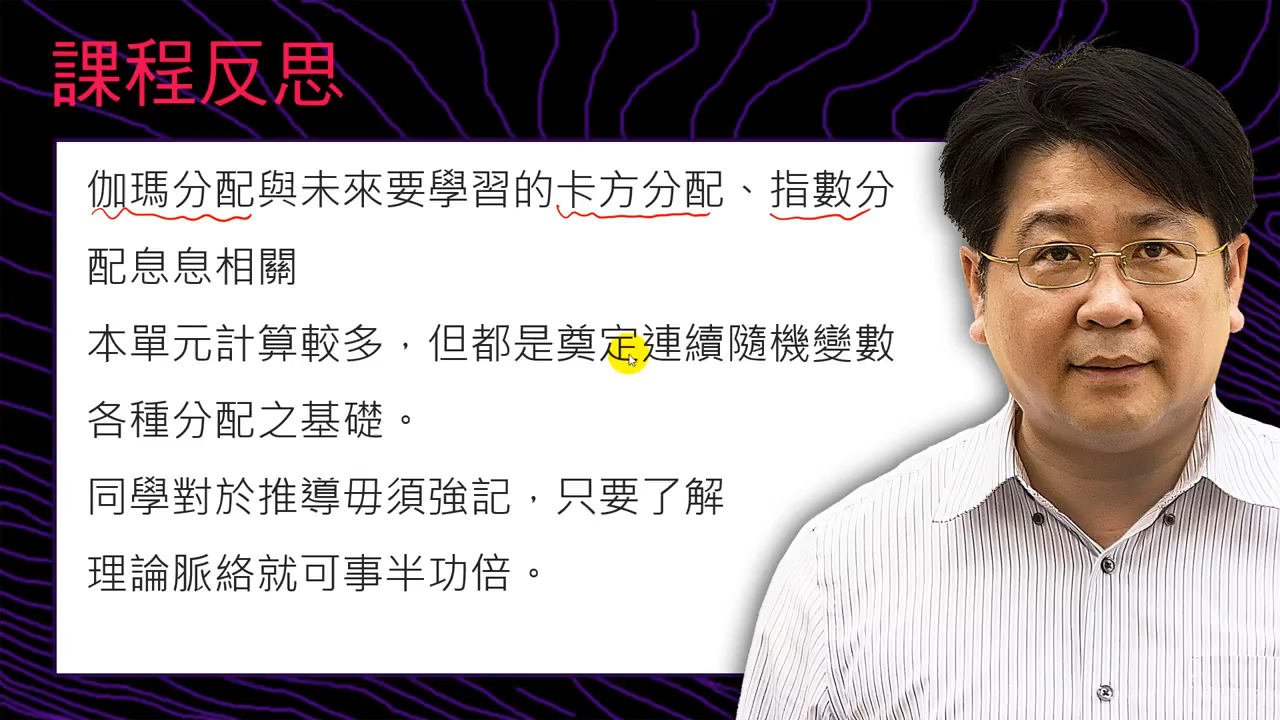 課程反思
伽瑪分配與未來要學習的卡方分配、指數分
配息息相關
本單元計算較多，但都是奠定連續隨機變數
各種分配之基礎。
同學對於推導毋須強記，只要了解
理論脈絡就可事半功倍。